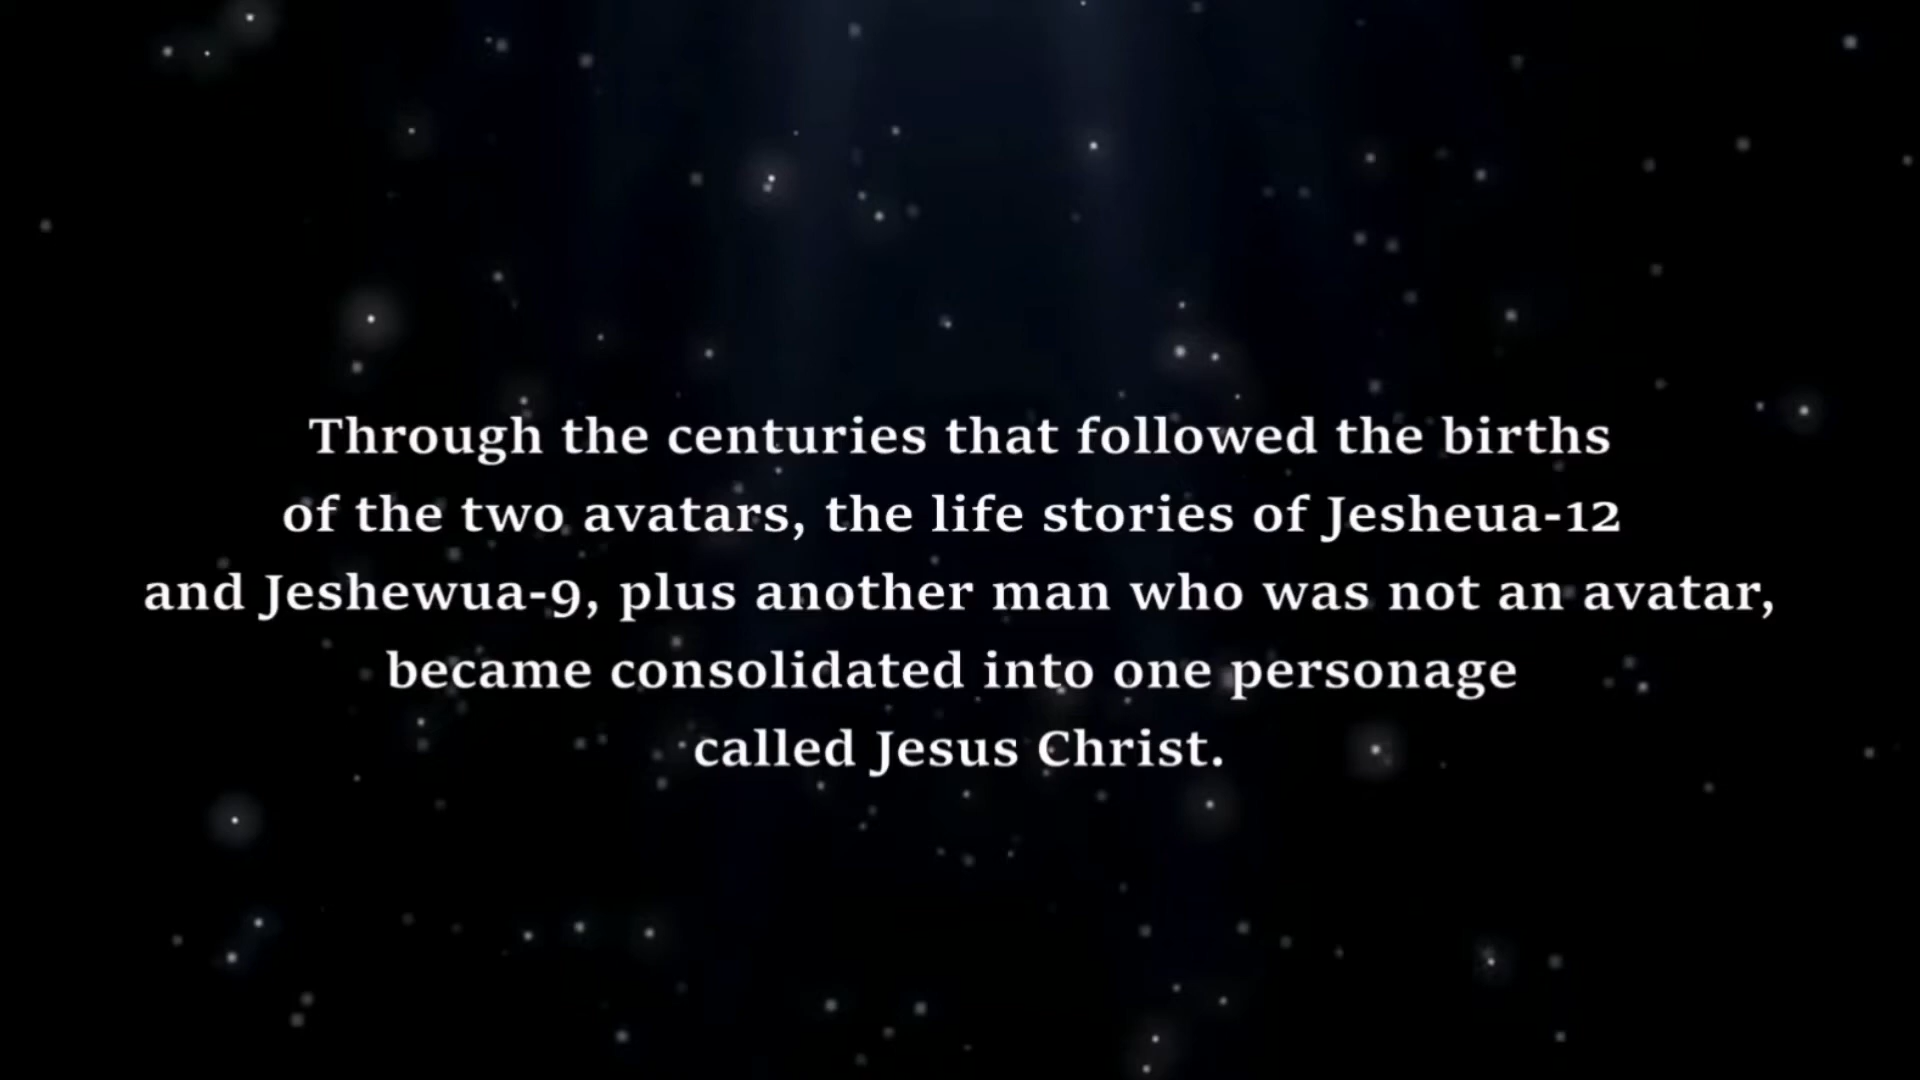 Through the centuries that followed the births
of the two avatars, the life stories of Jesheua-12
and Jeshewua-9, plus another man who was not an avatar,
became consolidated into one personage
called Jesus Christ.